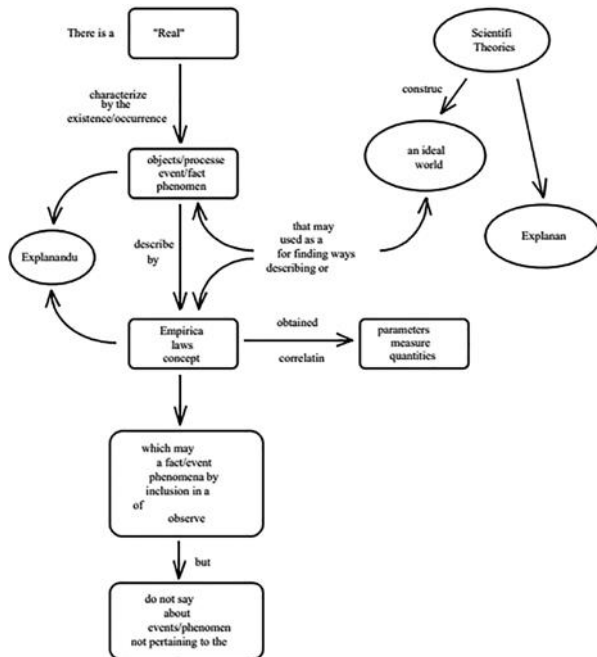 There is a
"Real"
characterize
by the
existence/occurrence
objects/processe
event/fact
phenomen
Explanandu
describe
by
that may
used as a
for finding ways
describing or
Scientifi
Theories
construc
an ideal
world
Explanan
Empirica
laws
concept
obtained
correlatin
parameters
measure
quantities
which may
a fact/event
phenomena by
inclusion in a
of
observe
but
do not say
about
events/phenomen
not pertaining to the